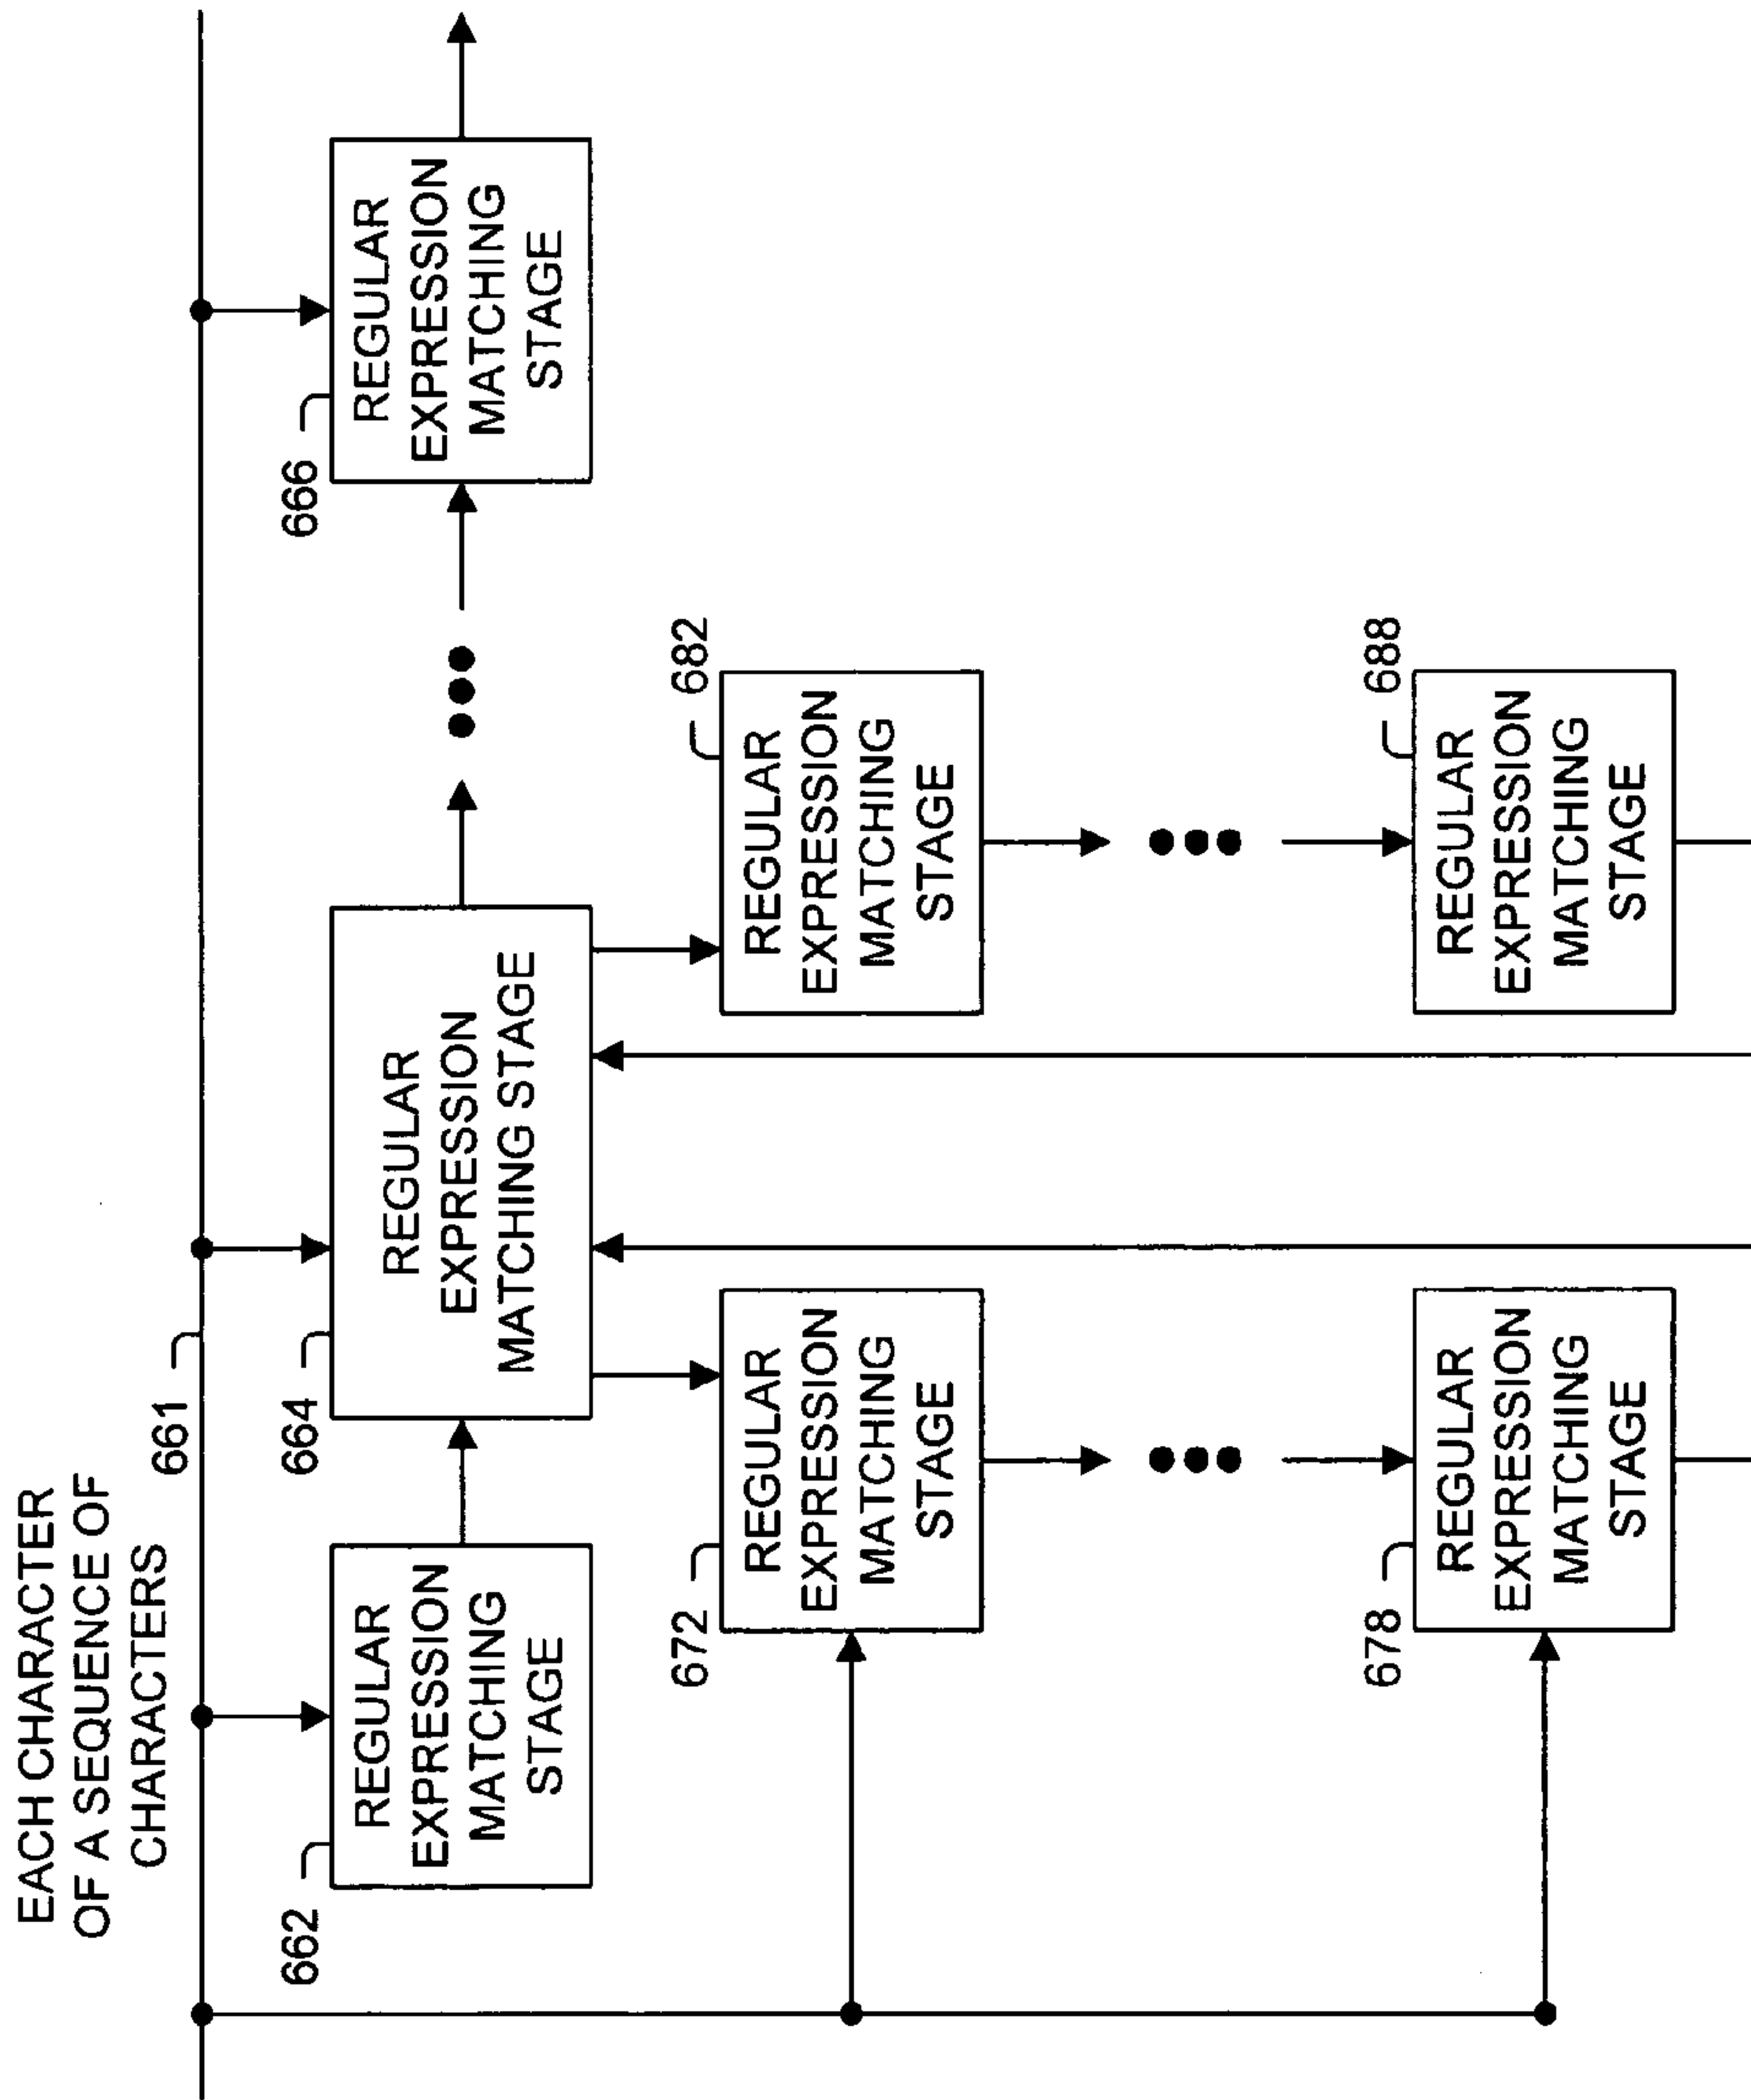 EACH CHARACTER
OF A SEQUENCE OF
CHARACTERS
661
662
REGULAR
EXPRESSION
MATCHING
STAGE
664
REGULAR
EXPRESSION
MATCHING STAGE
666
REGULAR
EXPRESSION
MATCHING
STAGE
672
REGULAR
EXPRESSION
MATCHING
STAGE
682
REGULAR
EXPRESSION
MATCHING
STAGE
678
REGULAR
EXPRESSION
MATCHING
STAGE
688
REGULAR
EXPRESSION
MATCHING
STAGE